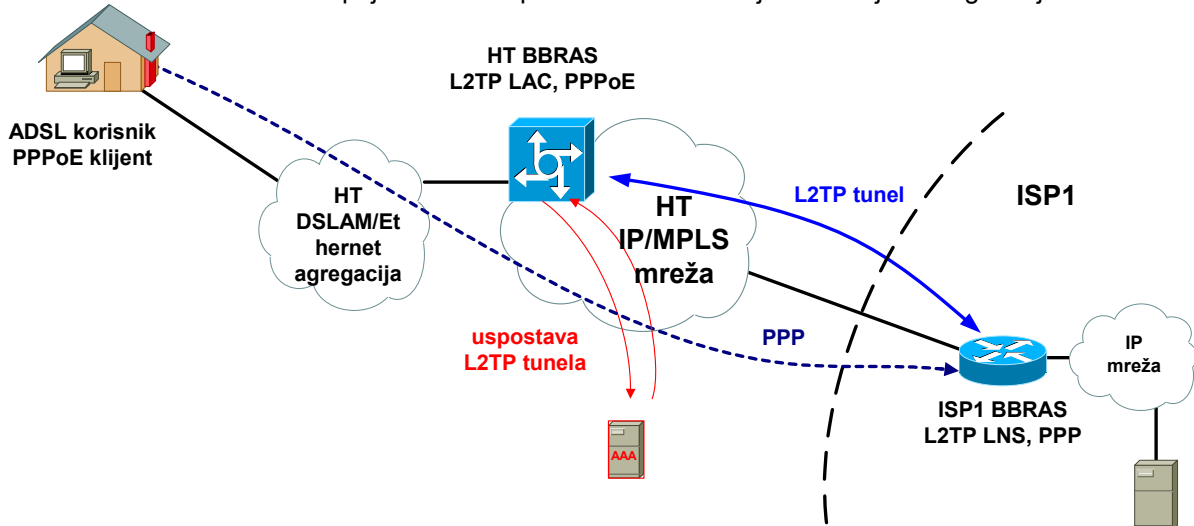 HT BBRAS
L2TP LAC, PPPoE
ADSL korisnik
PPPoE klijent
HT
DSLAM/Et
hernet
agregacija
HT
IP/MPLS
mreža
L2TP tunel
ISP1
uspostava
L2TP tunela
PPP
AAA
IP
mreža
ISP1 BBRAS
L2TP LNS, PPP